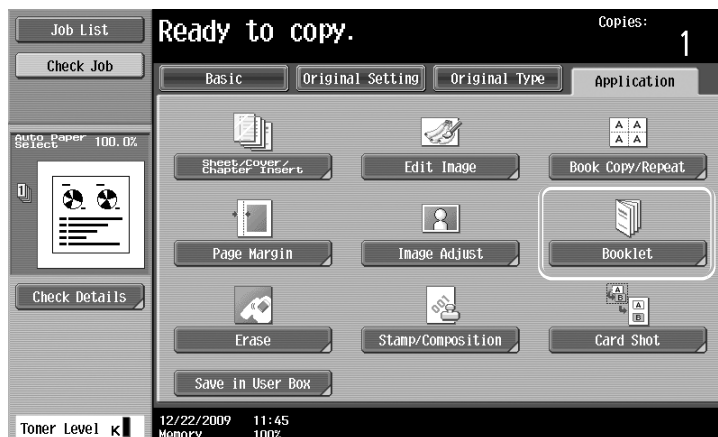 Job List
Ready to copy.
Copies:
1
Check Job
Basic
Original Setting
Original Type
Application
Auto Paper
Select
100.0%
1
Sheet/Cover/
Chapter Insert
Edit Image
A A
A A
Book Copy/Repeat
Page Margin
Image Adjust
Booklet
Check Details
Erase
001
Stamp/Composition
A
B
A
B
Card Shot
Save in User Box
Toner Level K
12/22/2009 11:45
Memory 100%